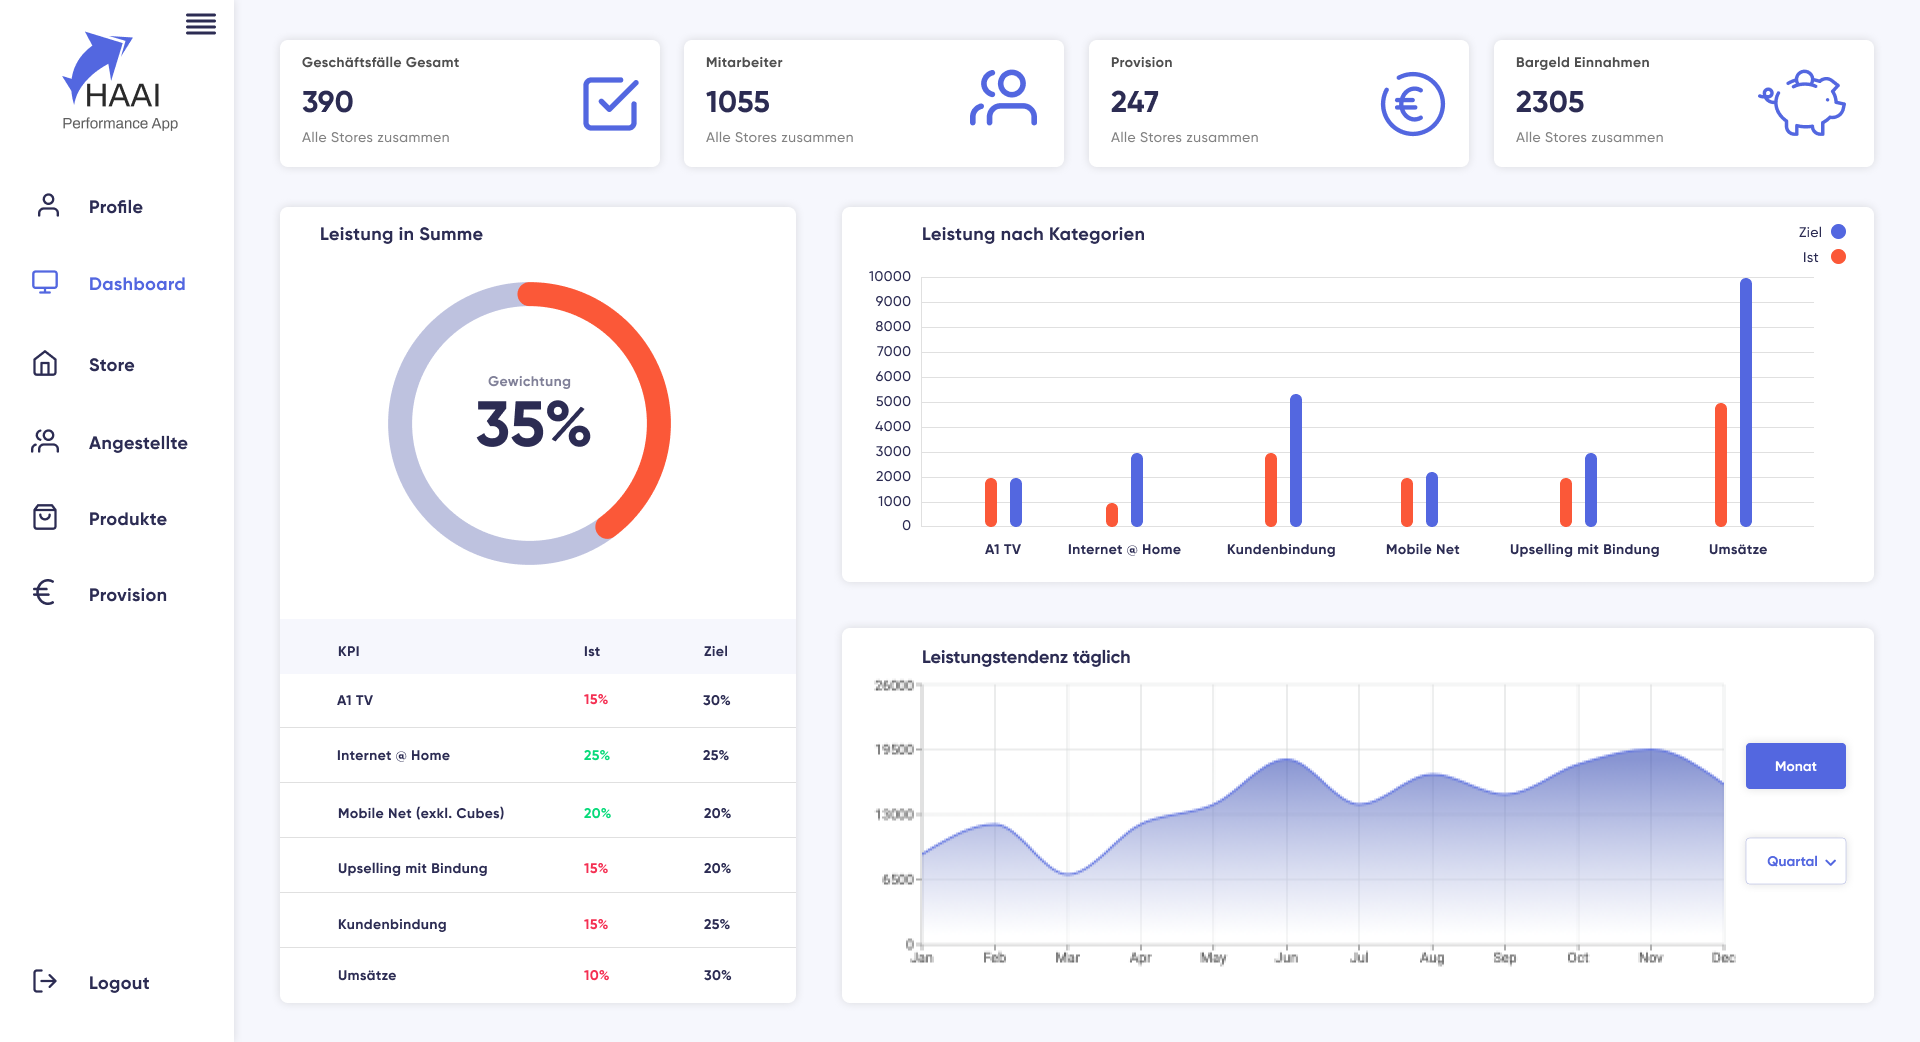 HAAI
Performance App
Profile
Dashboard
Store
Angestellte
Produkte
Provision
Logout
Geschäftsfälle Gesamt
390
Alle Stores zusammen
Mitarbeiter
1055
Alle Stores zusammen
Provision
247
Alle Stores zusammen
Bargeld Einnahmen
2305
Alle Stores zusammen
Leistung in Summe
Gewichtung
35%
KPI Ist Ziel
A1 TV 15% 30%
Internet @ Home 25% 25%
Mobile Net (exkl. Cubes) 20% 20%
Upselling mit Bindung 15% 20%
Kundenbindung 15% 25%
Umsätze 10% 30%
Leistung nach Kategorien
Ziel
Ist
10000
9000
8000
7000
6000
5000
4000
3000
2000
1000
0
A1 TV Internet @ Home Kundenbindung Mobile Net Upselling mit Bindung Umsätze
Leistungstendenz täglich
26000
19500
13000
6500
0
Jan Feb Mar Apr May Jun Jul Aug Sep Oct Nov Dec
Monat
Quartal